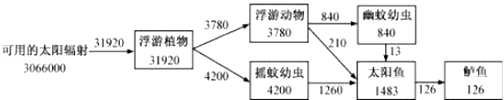 可用的太阳辐射
3066000
31920
浮游植物
31920
3780
浮游动物
3780
840
幽蚊幼虫
840
210
13
4200
摇蚊幼虫
4200
1260
太阳鱼
1483
126
鲈鱼
126